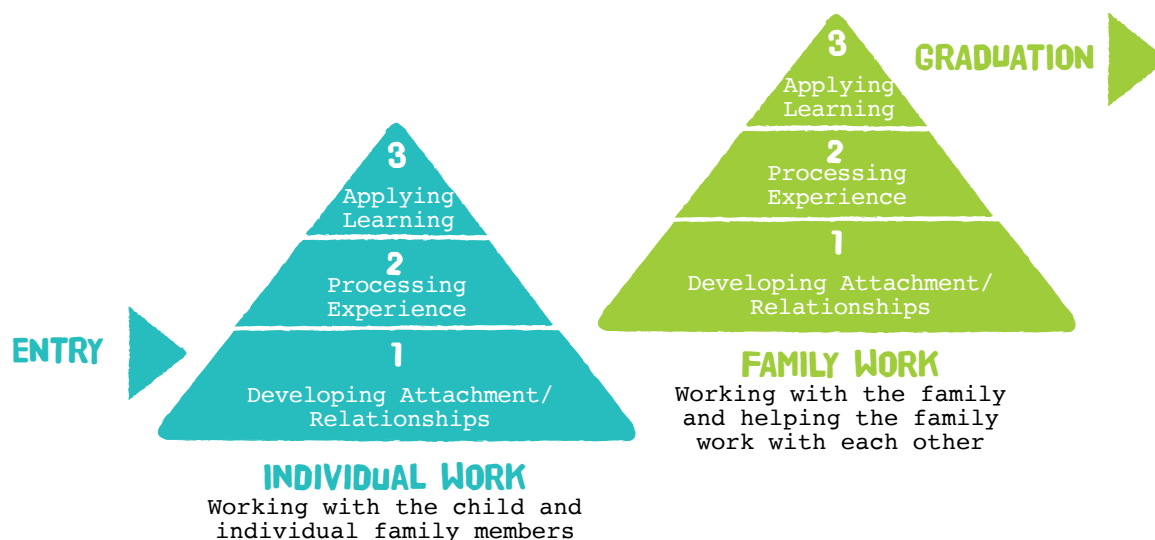 ENTRY
3
Applying
Learning
2
Processing
Experience
1
Developing Attachment/
Relationships
INDIVIDUAL WORK
Working with the child and
individual family members
3
Applying
Learning
2
Processing
Experience
1
Developing Attachment/
Relationships
FAMILY WORK
Working with the family
and helping the family
work with each other
GRADUATION